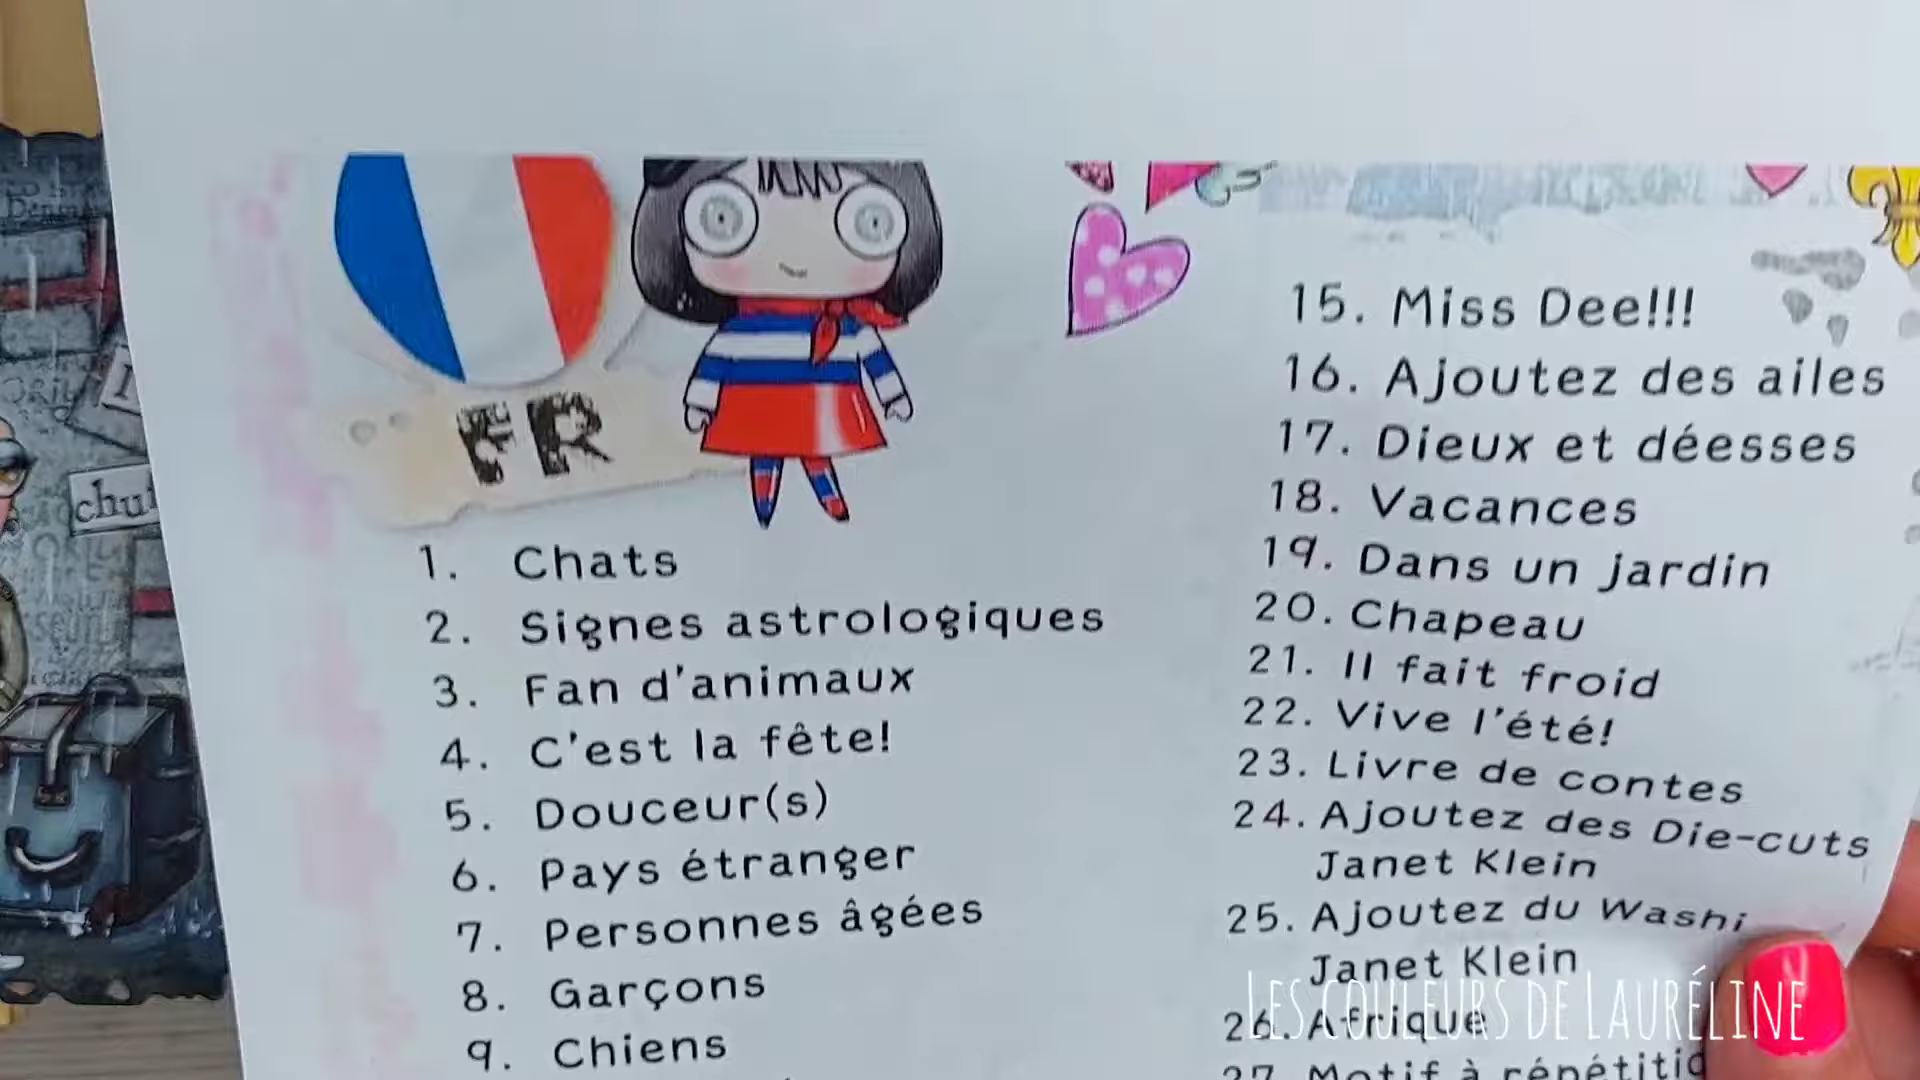 FR
1. Chats
2. Signes astrologiques
3. Fan d'animaux
4. C'est la fête!
5. Douceur(s)
6. Pays étranger
7. Personnes âgées
8. Garçons
9. Chiens
15. Miss Dee!!!
16. Ajoutez des ailes
17. Dieux et déesses
18. Vacances
19. Dans un jardin
20. Chapeau
21. Il fait froid
22. Vive l'été!
23. Livre de contes
24. Ajoutez des Die-cuts
Janet Klein
25. Ajoutez du Washi
Janet Klein
26. Afrique
27. Motif à
Les couleurs de Lauréline